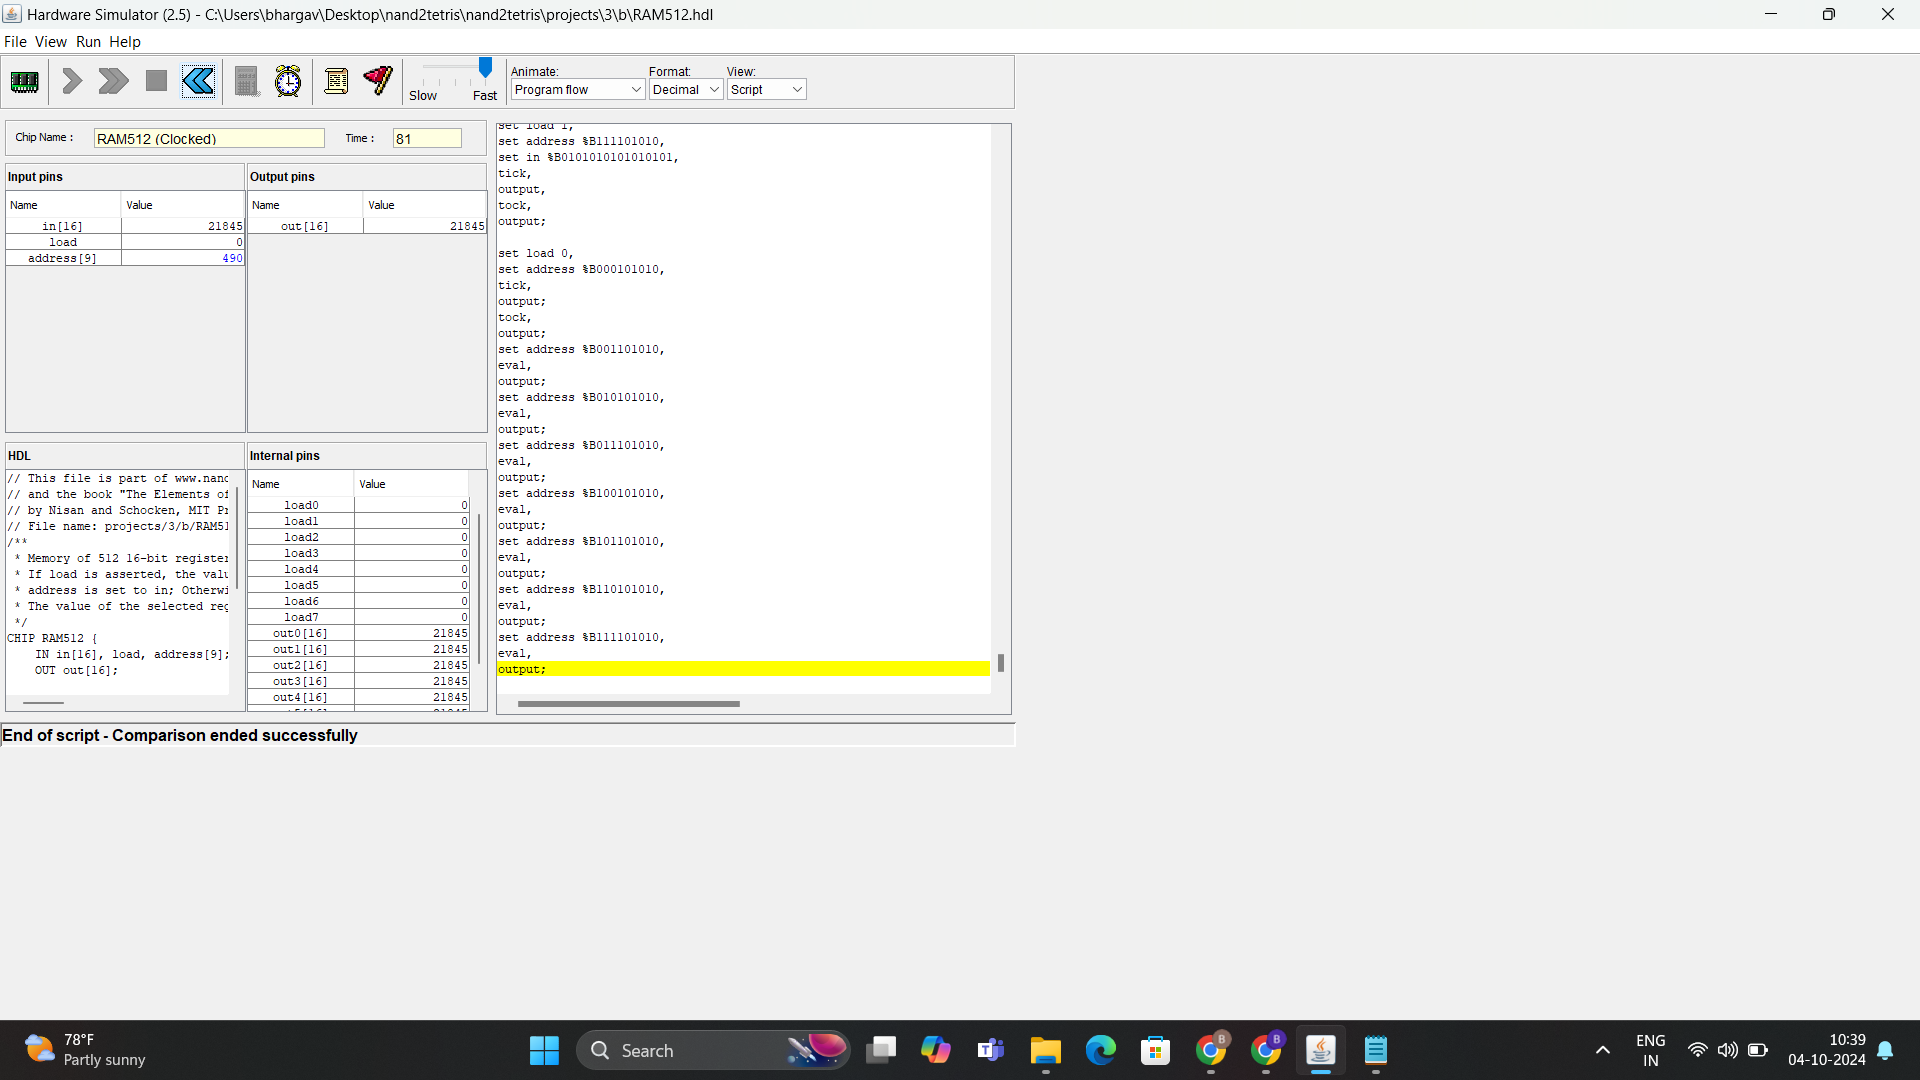 Hardware Simulator (2.5) - C:\Users\bhargav\Desktop\nand2tetris\nand2tetris\projects\3\b\RAM512.hdl
File View Run Help
Slow Fast
Animate:
Program flow
Format:
Decimal
View:
Script
Chip Name : RAM512 (Clocked) Time : 81
Input pins
Name Value
in[16] 21845
load 0
address[9] 490
Output pins
Name Value
out[16] 21845
HDL
// This file is part of www.nand
// and the book "The Elements of
// by Nisan and Schocken, MIT Pr
// File name: projects/3/b/RAM51
/**
* Memory of 512 16-bit register
* If load is asserted, the valu
* address is set to in; Otherwi
* The value of the selected reg
*/
CHIP RAM512 {
IN in[16], load, address[9];
OUT out[16];
Internal pins
Name Value
load0 0
load1 0
load2 0
load3 0
load4 0
load5 0
load6 0
load7 0
out0[16] 21845
out1[16] 21845
out2[16] 21845
out3[16] 21845
out4[16] 21845
set load 1,
set address %B111101010,
set in %B0101010101010101,
tick,
output,
tock,
output;
set load 0,
set address %B000101010,
tick,
output;
tock,
output;
set address %B001101010,
eval,
output;
set address %B010101010,
eval,
output;
set address %B011101010,
eval,
output;
set address %B100101010,
eval,
output;
set address %B101101010,
eval,
output;
set address %B110101010,
eval,
output;
set address %B111101010,
eval,
output;
End of script - Comparison ended successfully
78°F
Partly sunny
Search
ENG
IN
10:39
04-10-2024